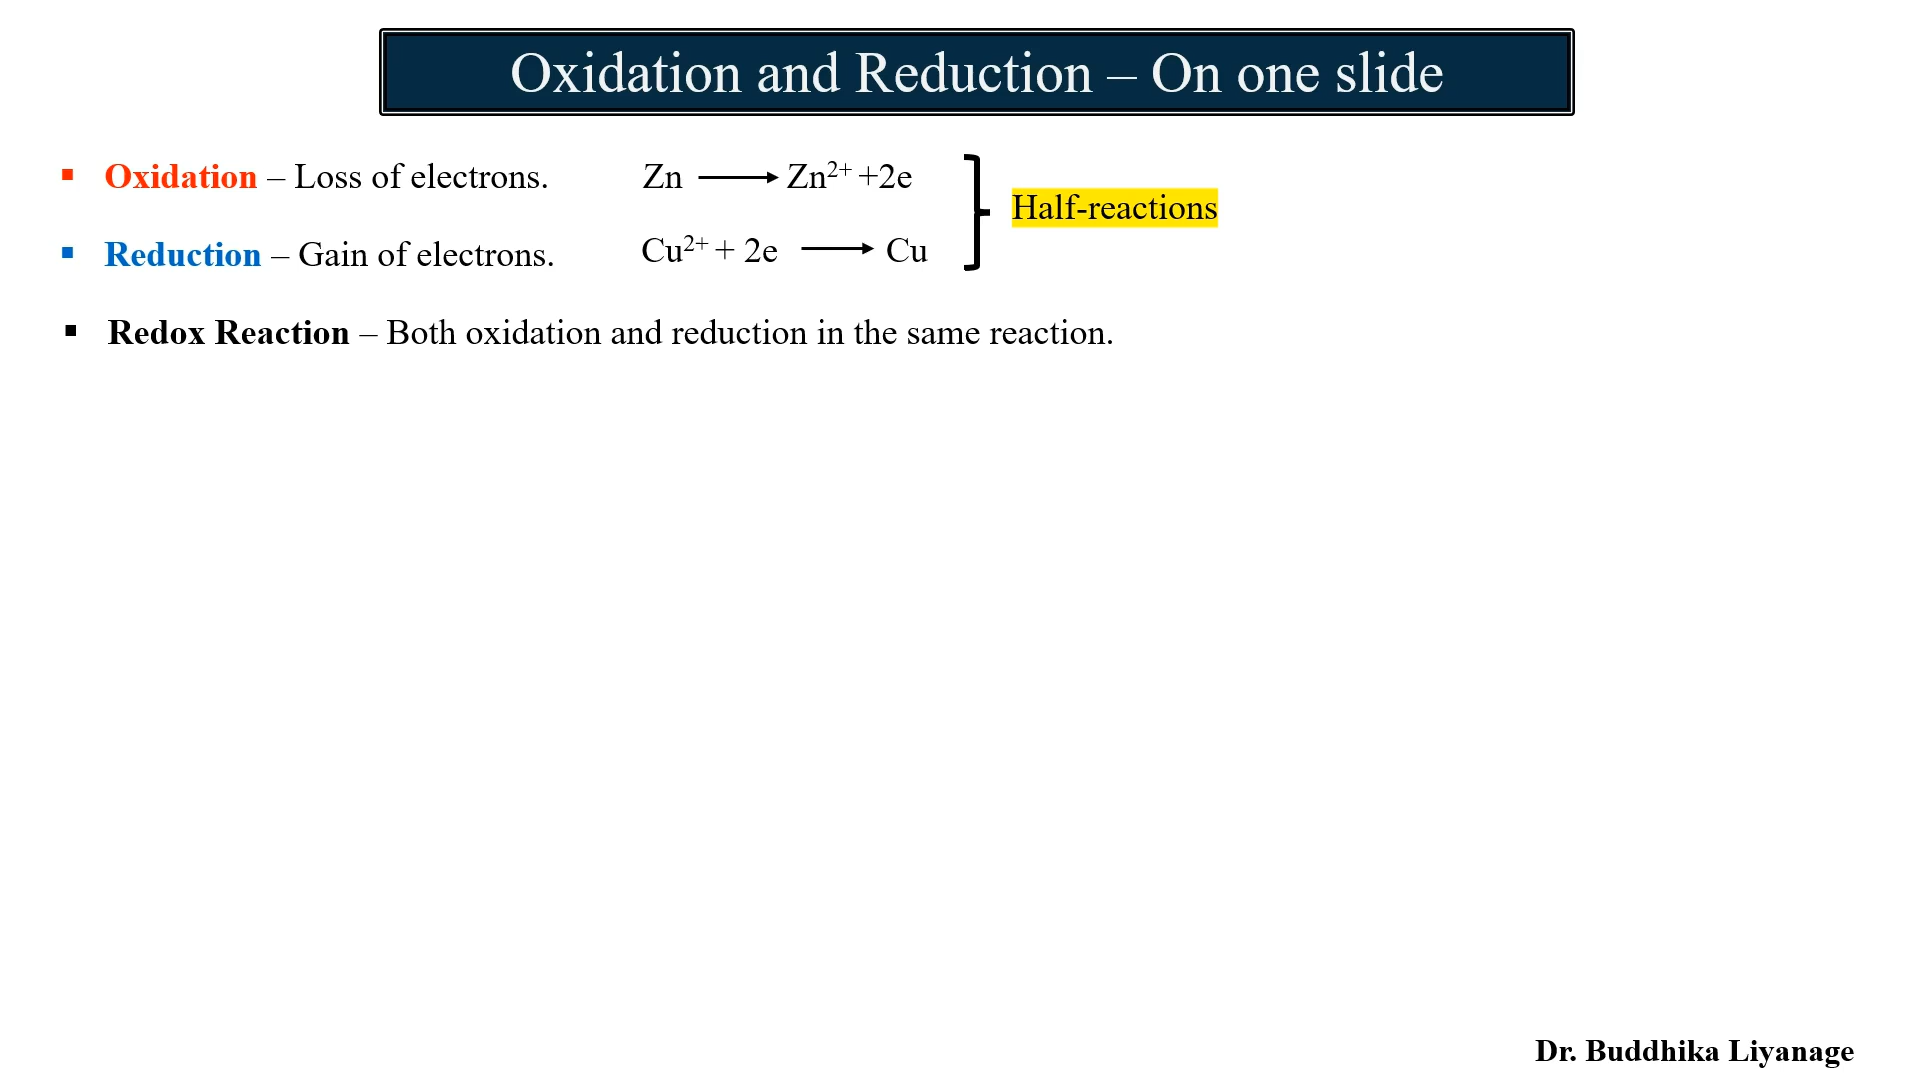 Oxidation and Reduction – On one slide
▪ Oxidation – Loss of electrons. Zn ⟶ Zn²⁺ +2e
Half-reactions
▪ Reduction – Gain of electrons. Cu²⁺ + 2e ⟶ Cu
▪ Redox Reaction – Both oxidation and reduction in the same reaction.
Dr. Buddhika Liyanage